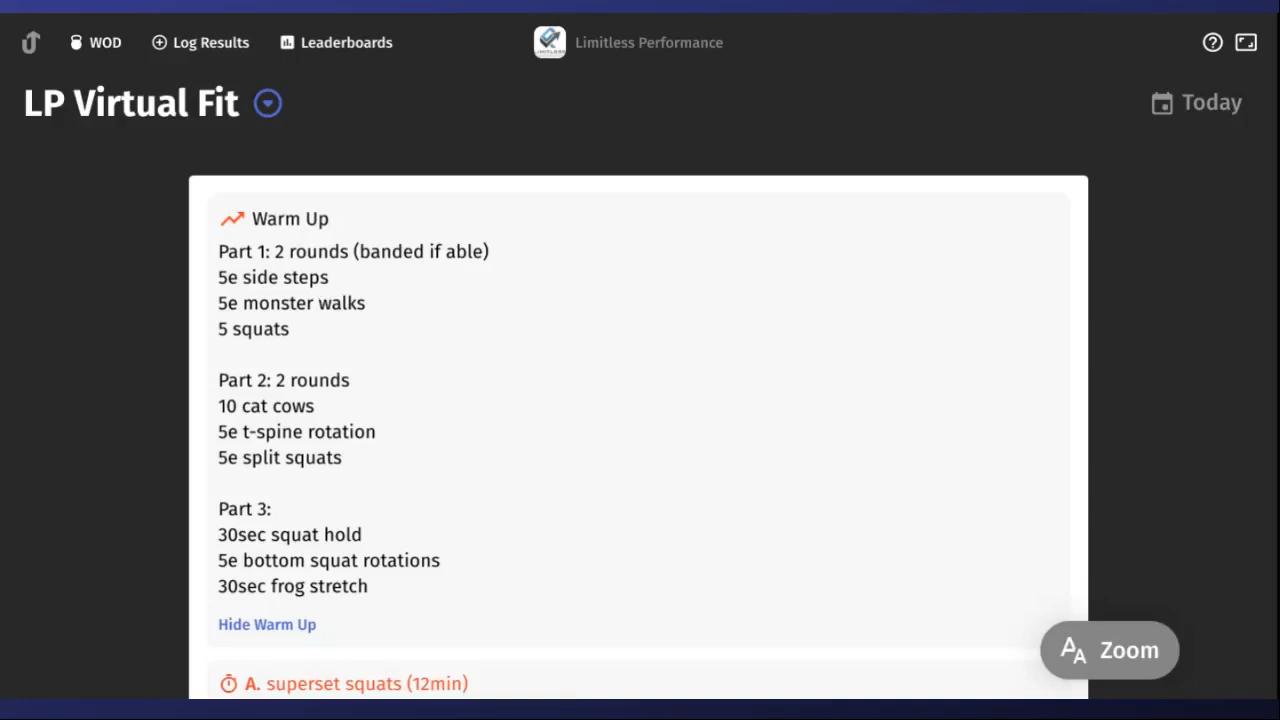 WOD
Log Results
Leaderboards
LIMITLESS
Limitless Performance
LP Virtual Fit
Today
Warm Up
Part 1: 2 rounds (banded if able)
5e side steps
5e monster walks
5 squats
Part 2: 2 rounds
10 cat cows
5e t-spine rotation
5e split squats
Part 3:
30sec squat hold
5e bottom squat rotations
30sec frog stretch
Hide Warm Up
AA Zoom
A. superset squats (12min)